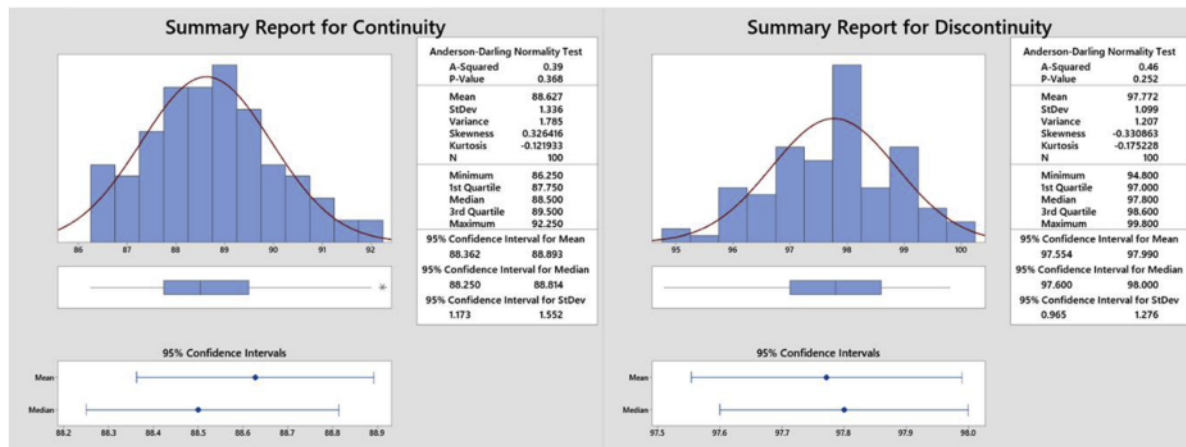 Summary Report for Continuity
Anderson-Darling Normality Test
A-Squared 0.39
P-Value 0.368
Mean 88.627
StDev 1.336
Variance 1.785
Skewness 0.326416
Kurtosis -0.121933
N 100
Minimum 86.250
1st Quartile 87.750
Median 88.500
3rd Quartile 89.500
Maximum 92.250
95% Confidence Interval for Mean
88.362 88.893
95% Confidence Interval for Median
88.250 88.814
95% Confidence Interval for StDev
1.173 1.552
86 87 88 89 90 91 92
95% Confidence Intervals
Mean
Median
88.2 88.3 88.4 88.5 88.6 88.7 88.8 88.9
Summary Report for Discontinuity
Anderson-Darling Normality Test
A-Squared 0.46
P-Value 0.252
Mean 97.772
StDev 1.099
Variance 1.207
Skewness -0.330863
Kurtosis -0.175228
N 100
Minimum 94.800
1st Quartile 97.000
Median 97.800
3rd Quartile 98.600
Maximum 99.800
95% Confidence Interval for Mean
97.554 97.990
95% Confidence Interval for Median
97.600 98.000
95% Confidence Interval for StDev
0.965 1.276
95 96 97 98 99 100
95% Confidence Intervals
Mean
Median
97.5 97.6 97.7 97.8 97.9 98.0